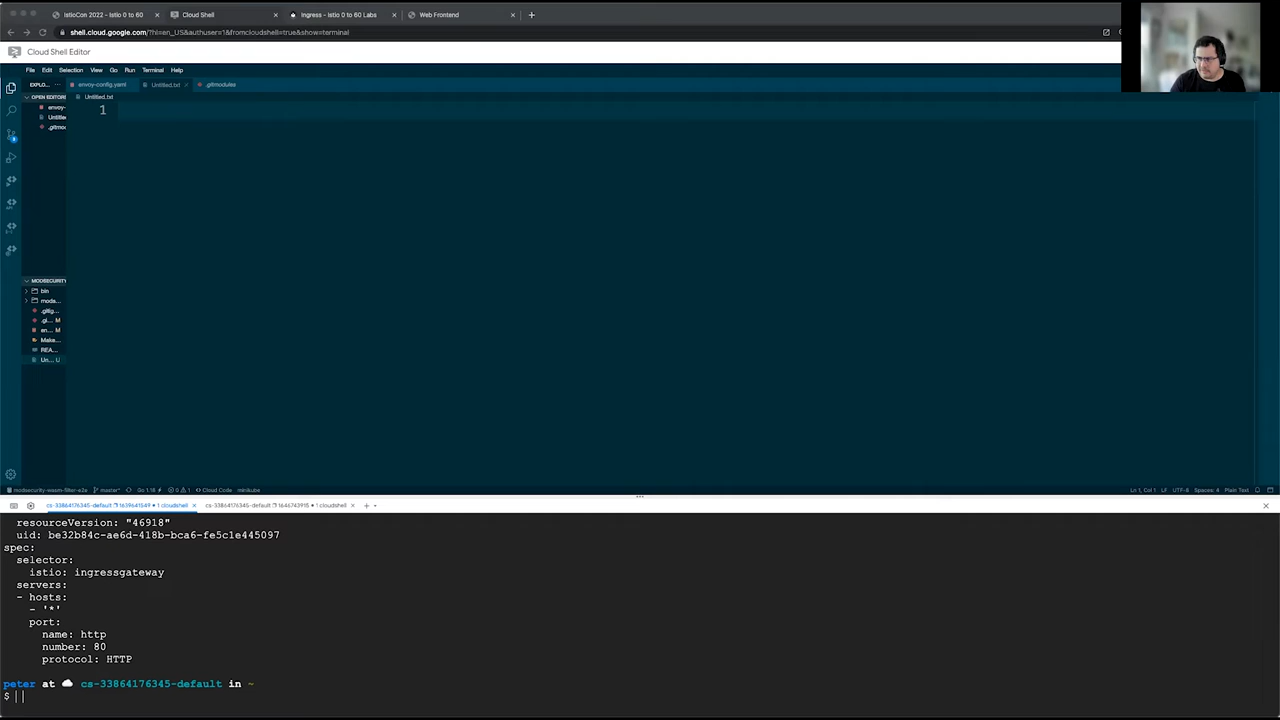 IstioCon 2022 - Istio 0 to 60
Cloud Shell
Ingress - Istio 0 to 60 Labs
Web Frontend
shell.cloud.google.com/?hl=en_US&authuser=1&fromcloudshell=true&show=terminal
Cloud Shell Editor
File Edit Selection View Go Run Terminal Help
EXPLO...
envoy-config.yaml
Untitled.txt
.gitmodules
OPEN EDITORS
Untitled.txt
envoy-
1
Untitle
.gitmo
MODSECURITY
bin
mods...
.gitig...
.gi... M
en... M
Make...
REA...
Un... U
modsecurity-wasm-filter-e2e
master*
Go 1.18
0 1
Cloud Code
minikube
Ln 1, Col 1 LF UTF-8 Spaces: 4 Plain Text
cs-33864176345-default 1639641549 • 1 cloudshell
cs-33864176345-default 1646743915 • 1 cloudshell
resourceVersion: "46918"
uid: be32b84c-ae6d-418b-bca6-fe5c1e445097
spec:
selector:
istio: ingressgateway
servers:
- hosts:
- '*'
port:
name: http
number: 80
protocol: HTTP
peter at cs-33864176345-default in ~
$